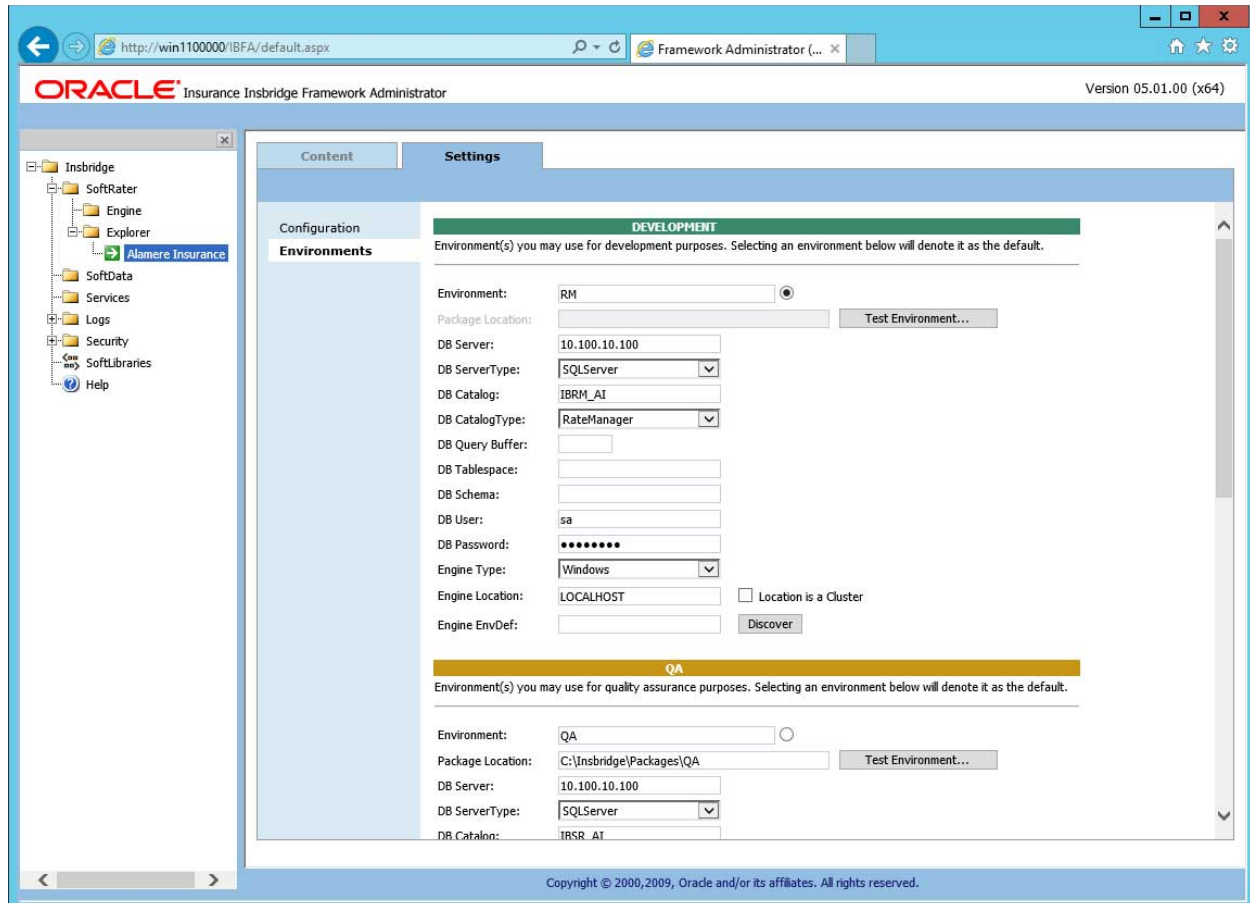 http://win1100000/IBFA/default.aspx
Framework Administrator (...
ORACLE Insurance Insbridge Framework Administrator
Version 05.01.00 (x64)
Insbridge
SoftRater
Engine
Explorer
Alamere Insurance
SoftData
Services
Logs
Security
SoftLibraries
Help
Content
Settings
Configuration
Environments
DEVELOPMENT
Environment(s) you may use for development purposes. Selecting an environment below will denote it as the default.
Environment: RM
Package Location: Test Environment...
DB Server: 10.100.10.100
DB ServerType: SQLServer
DB Catalog: IBRM_AI
DB CatalogType: RateManager
DB Query Buffer:
DB Tablespace:
DB Schema:
DB User: sa
DB Password: ••••••••
Engine Type: Windows
Engine Location: LOCALHOST Location is a Cluster
Engine EnvDef: Discover
QA
Environment(s) you may use for quality assurance purposes. Selecting an environment below will denote it as the default.
Environment: QA
Package Location: C:\Insbridge\Packages\QA Test Environment...
DB Server: 10.100.10.100
DB ServerType: SQLServer
DB Catalog: IBSR_AI
Copyright © 2000,2009, Oracle and/or its affiliates. All rights reserved.